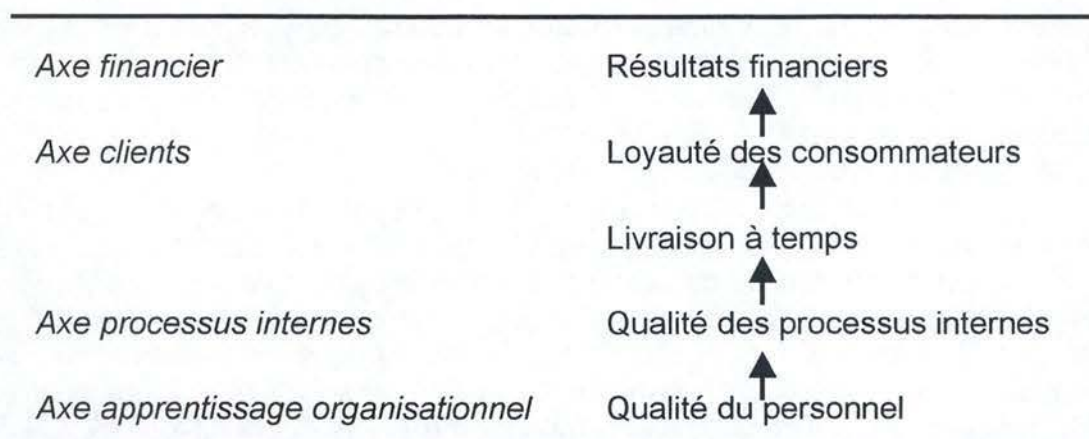 Axe financier Résultats financiers
Axe clients Loyauté des consommateurs
Livraison à temps
Axe processus internes Qualité des processus internes
Axe apprentissage organisationnel Qualité du personnel